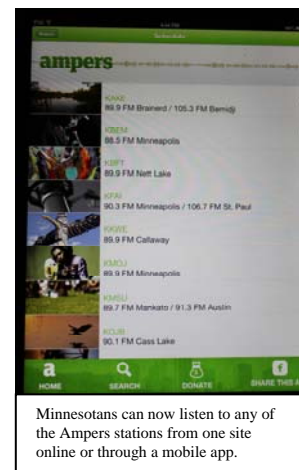 ampers
KAXE
89.9 FM Brainerd / 105.3 FM Bemidji
KBEM
88.5 FM Minneapolis
KBFT
89.9 FM Nett Lake
KFAI
90.3 FM Minneapolis / 106.7 FM St. Paul
KKWE
89.9 FM Callaway
KMOJ
89.9 FM Minneapolis
KMSU
89.7 FM Mankato / 91.3 FM Austin
KOJB
90.1 FM Cass Lake
a
HOME
SEARCH
DONATE
SHARE THIS A
Minnesotans can now listen to any of
the Ampers stations from one site
online or through a mobile app.